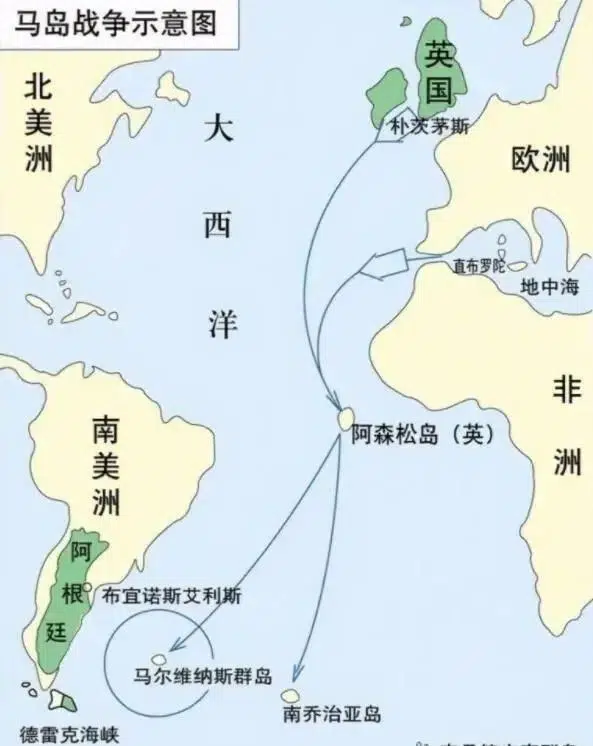 马岛战争示意图
北美洲
大西洋
英国
朴茨茅斯
欧洲
直布罗陀
地中海
非洲
阿森松岛（英）
南美洲
阿根廷
布宜诺斯艾利斯
马尔维纳斯群岛
南乔治亚岛
德雷克海峡